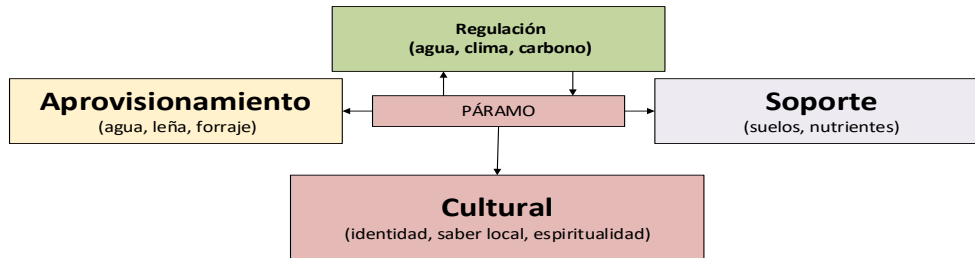 Regulación
(agua, clima, carbono)
Aprovisionamiento
(agua, leña, forraje)
PÁRAMO
Soporte
(suelos, nutrientes)
Cultural
(identidad, saber local, espiritualidad)